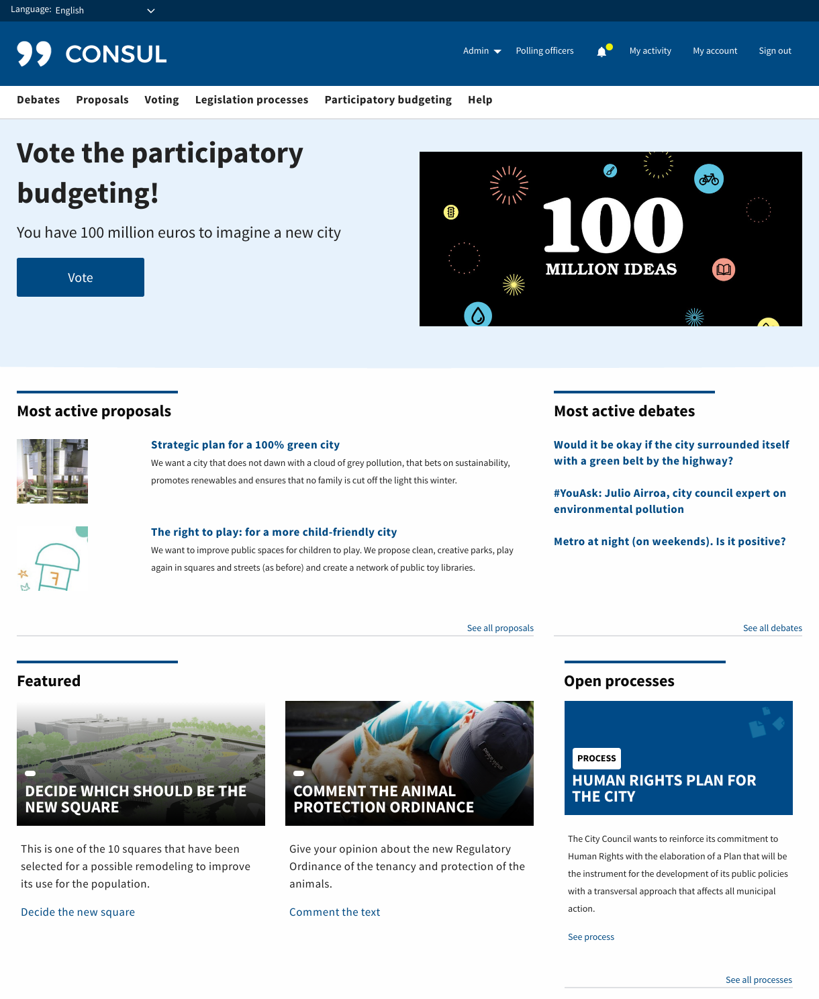 Language: English
CONSUL
Admin Polling officers My activity My account Sign out
Debates Proposals Voting Legislation processes Participatory budgeting Help
Vote the participatory
budgeting!
You have 100 million euros to imagine a new city
Vote
100
MILLION IDEAS
Most active proposals
Strategic plan for a 100% green city
We want a city that does not dawn with a cloud of grey pollution, that bets on sustainability,
promotes renewables and ensures that no family is cut off the light this winter.
The right to play: for a more child-friendly city
We want to improve public spaces for children to play. We propose clean, creative parks, play
again in squares and streets (as before) and create a network of public toy libraries.
See all proposals
Most active debates
Would it be okay if the city surrounded itself
with a green belt by the highway?
#YouAsk: Julio Airroa, city council expert on
environmental pollution
Metro at night (on weekends). Is it positive?
See all debates
Featured
DECIDE WHICH SHOULD BE THE
NEW SQUARE
This is one of the 10 squares that have been
selected for a possible remodeling to improve
its use for the population.
Decide the new square
COMMENT THE ANIMAL
PROTECTION ORDINANCE
Give your opinion about the new Regulatory
Ordinance of the tenancy and protection of the
animals.
Comment the text
Open processes
PROCESS
HUMAN RIGHTS PLAN FOR
THE CITY
The City Council wants to reinforce its commitment to
Human Rights with the elaboration of a Plan that will be
the instrument for the development of its public policies
with a transversal approach that affects all municipal
action.
See process
See all processes